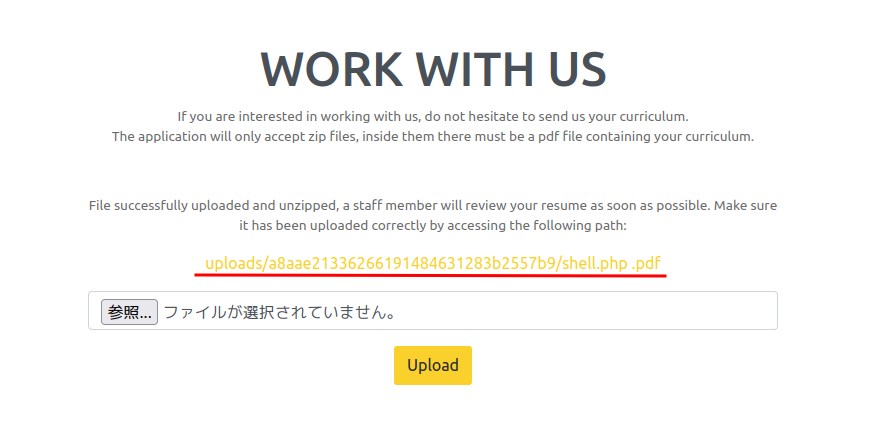 WORK WITH US
If you are interested in working with us, do not hesitate to send us your curriculum.
The application will only accept zip files, inside them there must be a pdf file containing your curriculum.
File successfully uploaded and unzipped, a staff member will review your resume as soon as possible. Make sure
it has been uploaded correctly by accessing the following path:
uploads/a8aae21336266191484631283b2557b9/shell.php .pdf
参照... ファイルが選択されていません。
Upload